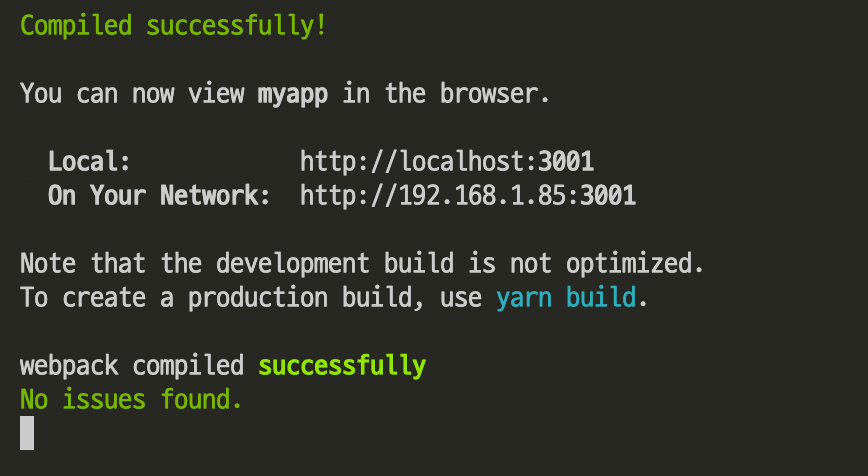 Compiled successfully!
You can now view myapp in the browser.
Local: http://localhost:3001
On Your Network: http://192.168.1.85:3001
Note that the development build is not optimized.
To create a production build, use yarn build.
webpack compiled successfully
No issues found.